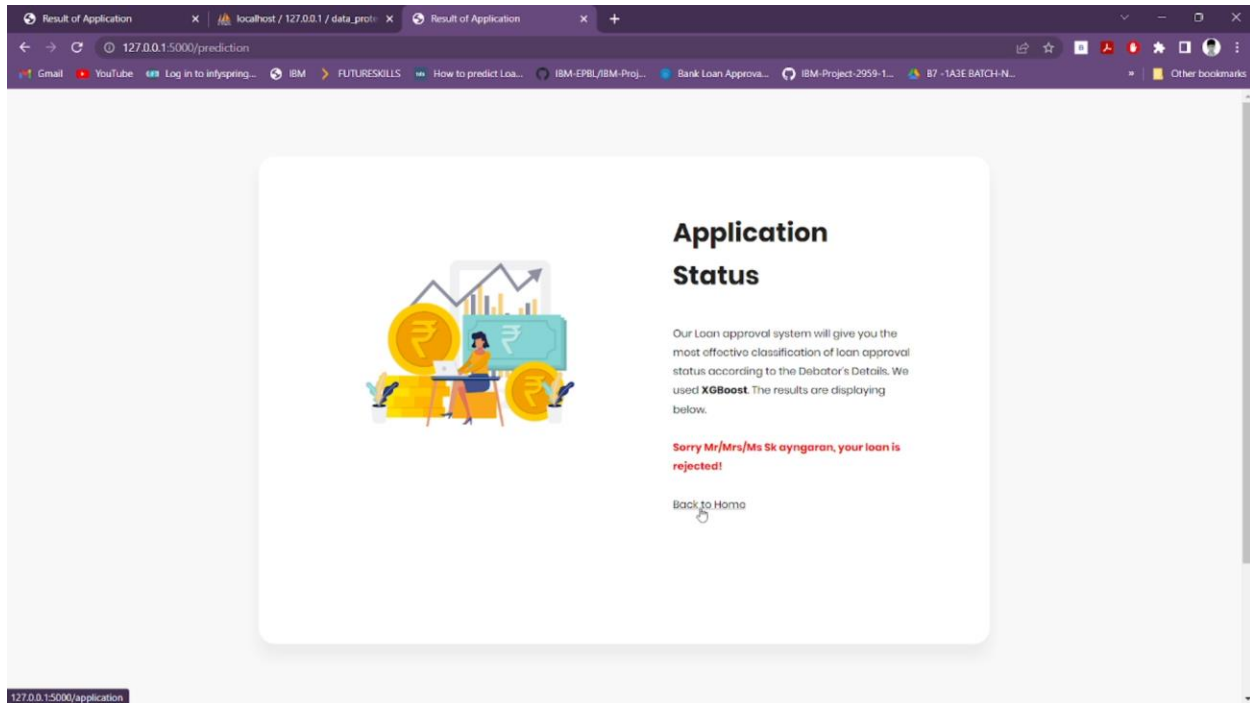 Result of Application
localhost / 127.0.0.1 / data_prote
Result of Application
127.0.0.1:5000/prediction
Gmail
YouTube
Log in to infyspring...
IBM
FUTURESKILLS
How to predict Loa...
IBM-EPBL/IBM-Proj...
Bank Loan Approva...
IBM-Project-2959-1...
B7 -1A3E BATCH-N...
Other bookmarks
Application
Status
Our Loan approval system will give you the
most effective classification of loan approval
status according to the Debator's Details. We
used XGBoost. The results are displaying
below.
Sorry Mr/Mrs/Ms Sk ayngaran, your loan is
rejected!
Back to Home
127.0.0.1:5000/application